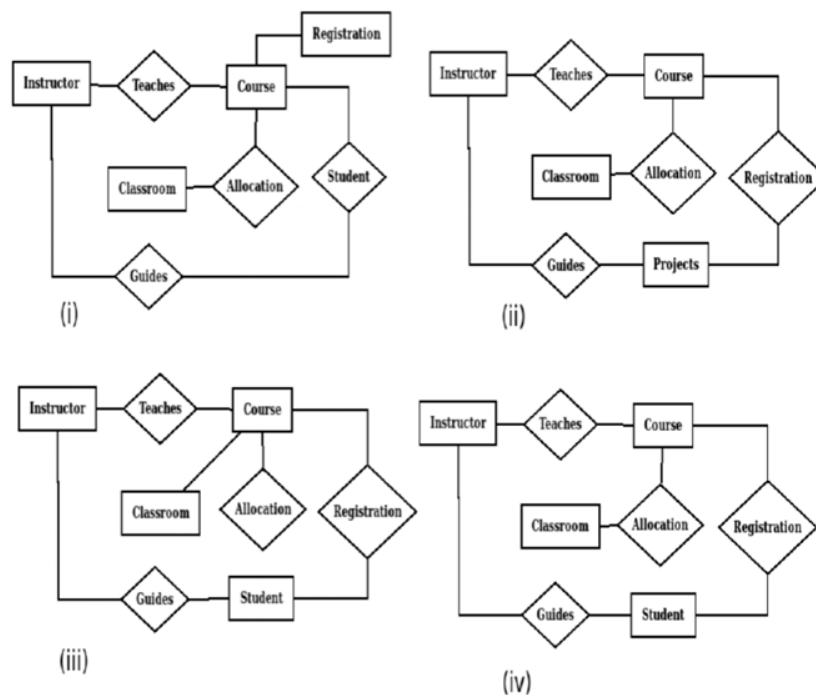 Registration
Instructor
Teaches
Course
Classroom
Allocation
Student
Guides
(i)
Instructor
Teaches
Course
Classroom
Allocation
Registration
Guides
Projects
(ii)
Instructor
Teaches
Course
Classroom
Allocation
Registration
Guides
Student
(iii)
Instructor
Teaches
Course
Classroom
Allocation
Registration
Guides
Student
(iv)